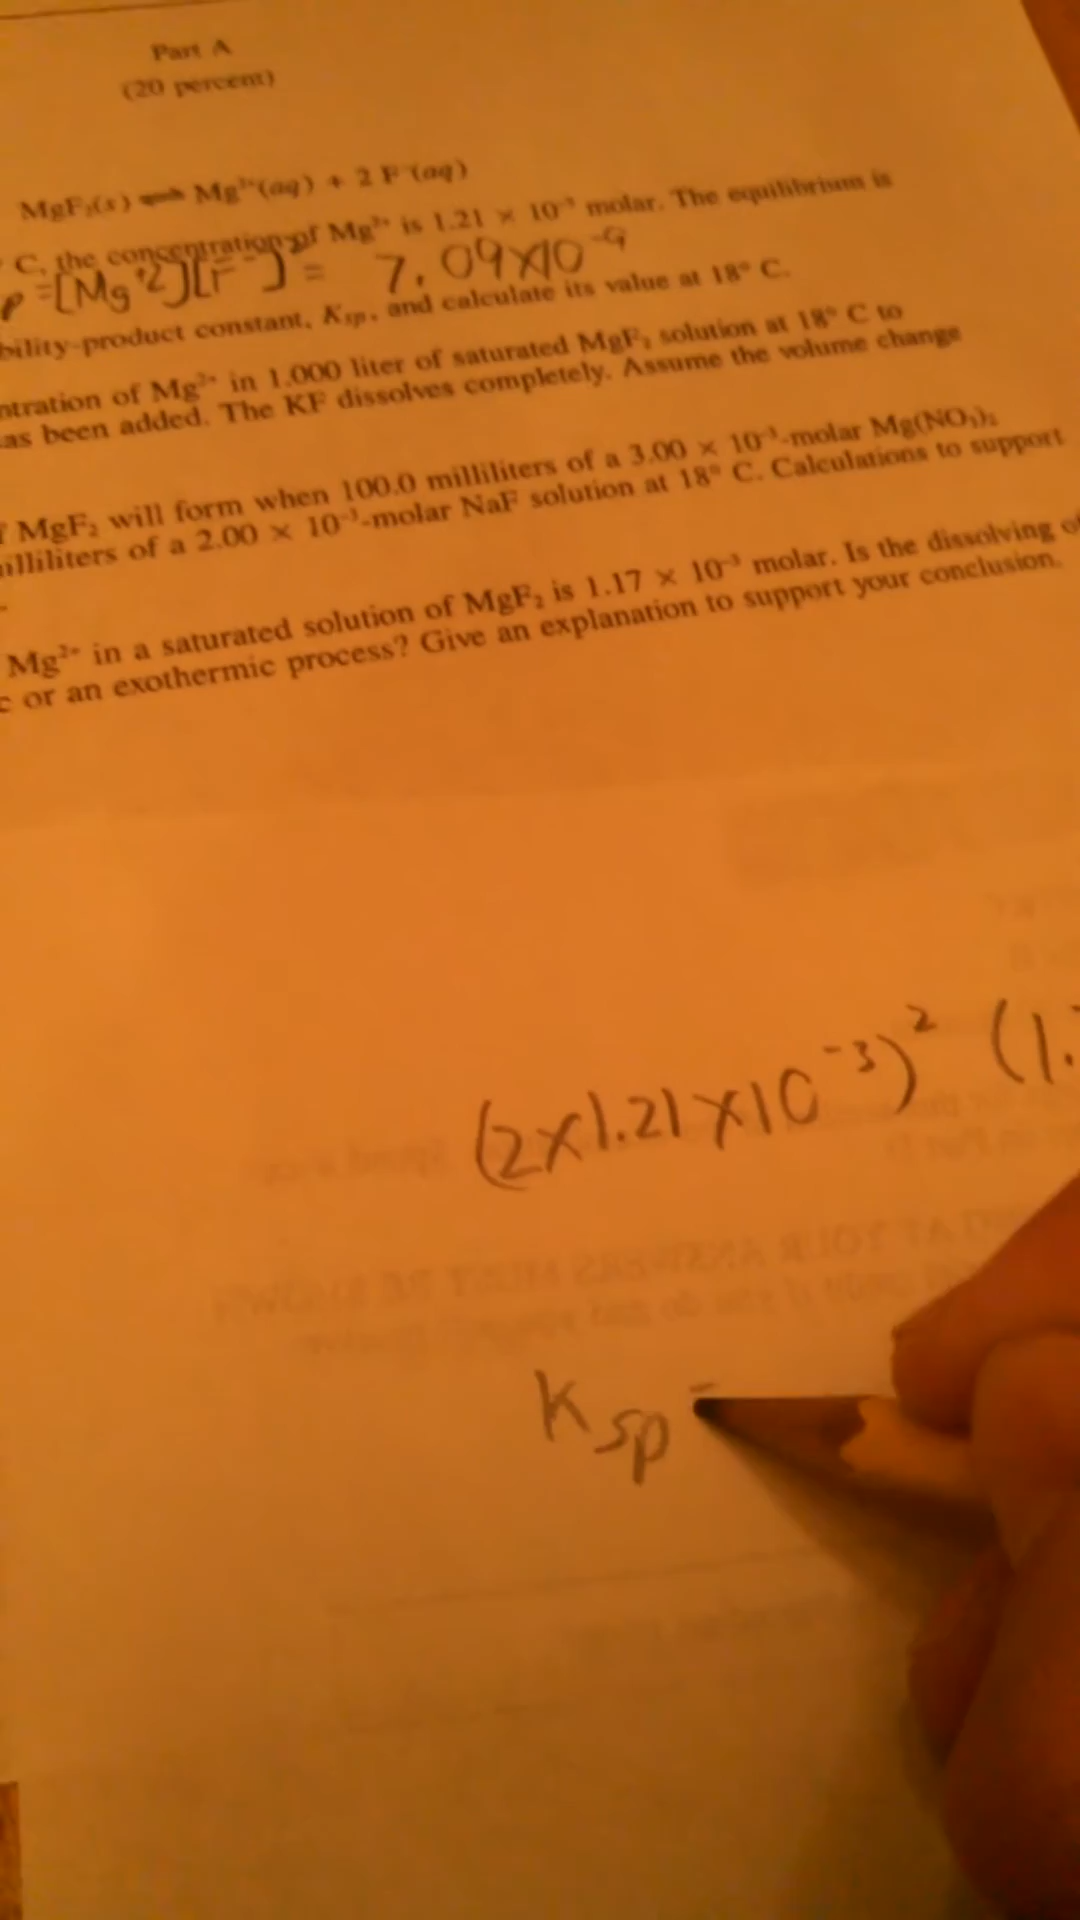 Part A
(20 percent)
MgF₂(s) ⇌ Mg²⁺(aq) + 2 F⁻(aq)
° C, the concentration of Mg²⁺ is 1.21 × 10⁻³ molar. The equilibrium is
p =[Mg⁺²][F⁻]² = 7.09x10⁻⁹
bility-product constant, Kₛₚ, and calculate its value at 18° C.
ntration of Mg²⁺ in 1.000 liter of saturated MgF₂ solution at 18° C to
as been added. The KF dissolves completely. Assume the volume change
f MgF₂ will form when 100.0 milliliters of a 3.00 × 10⁻³-molar Mg(NO₃)₂
illiliters of a 2.00 × 10⁻³-molar NaF solution at 18° C. Calculations to support
Mg²⁺ in a saturated solution of MgF₂ is 1.17 × 10⁻³ molar. Is the dissolving of
c or an exothermic process? Give an explanation to support your conclusion.
(2x1.21x10⁻³)² (1.
Ksp =